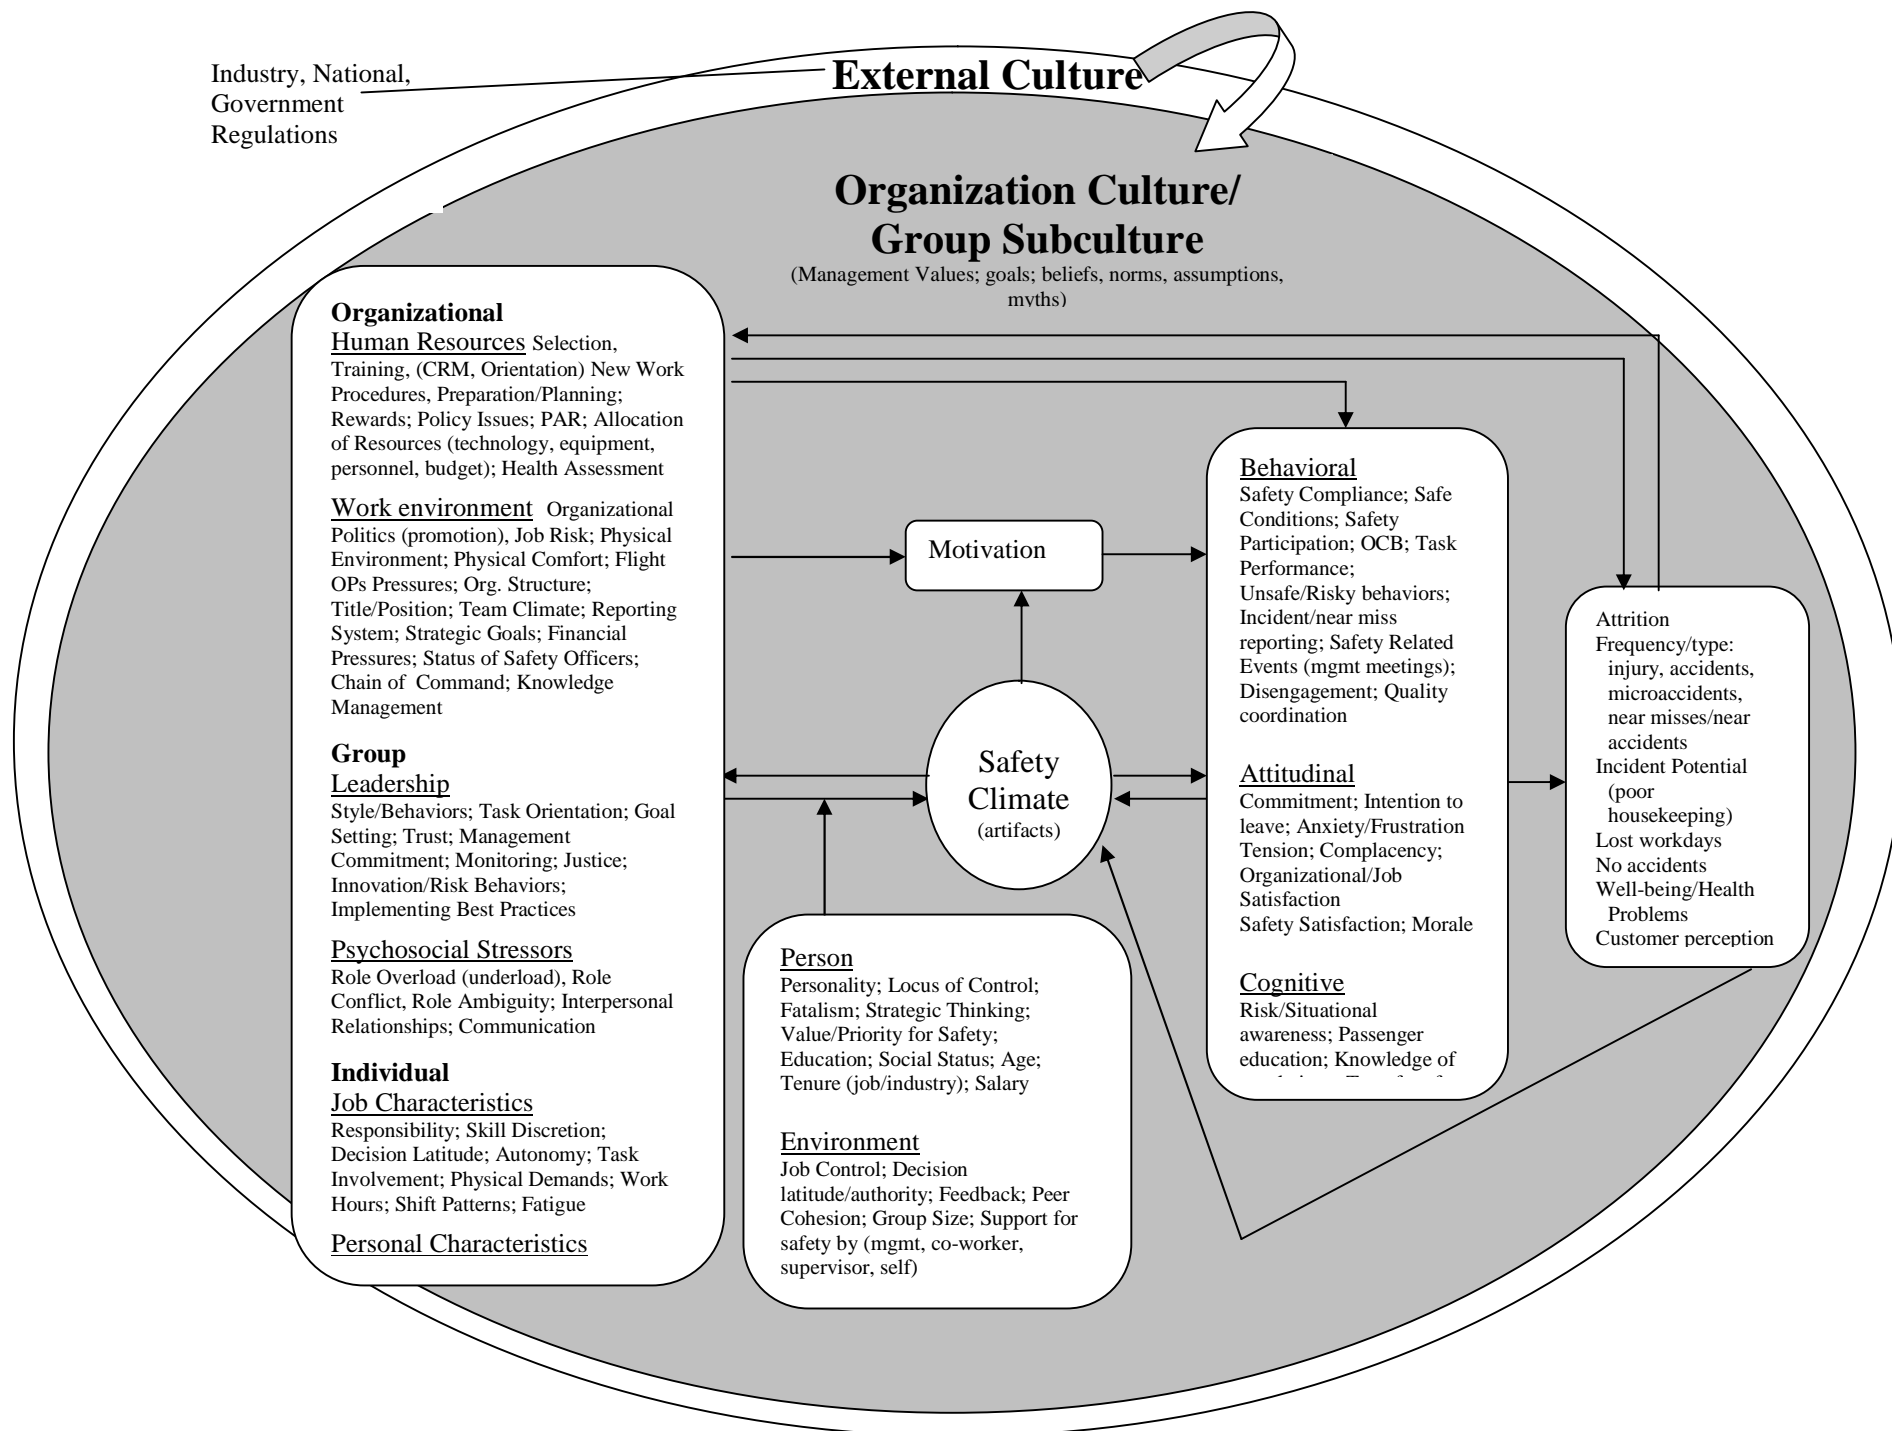 Industry, National,
Government
Regulations
External Culture
Organization Culture/
Group Subculture
(Management Values; goals; beliefs, norms, assumptions,
myths)
Organizational
Human Resources Selection,
Training, (CRM, Orientation) New Work
Procedures, Preparation/Planning;
Rewards; Policy Issues; PAR; Allocation
of Resources (technology, equipment,
personnel, budget); Health Assessment
Work environment Organizational
Politics (promotion), Job Risk; Physical
Environment; Physical Comfort; Flight
OPs Pressures; Org. Structure;
Title/Position; Team Climate; Reporting
System; Strategic Goals; Financial
Pressures; Status of Safety Officers;
Chain of Command; Knowledge
Management
Group
Leadership
Style/Behaviors; Task Orientation; Goal
Setting; Trust; Management
Commitment; Monitoring; Justice;
Innovation/Risk Behaviors;
Implementing Best Practices
Psychosocial Stressors
Role Overload (underload), Role
Conflict, Role Ambiguity; Interpersonal
Relationships; Communication
Individual
Job Characteristics
Responsibility; Skill Discretion;
Decision Latitude; Autonomy; Task
Involvement; Physical Demands; Work
Hours; Shift Patterns; Fatigue
Personal Characteristics
Motivation
Safety
Climate
(artifacts)
Person
Personality; Locus of Control;
Fatalism; Strategic Thinking;
Value/Priority for Safety;
Education; Social Status; Age;
Tenure (job/industry); Salary
Environment
Job Control; Decision
latitude/authority; Feedback; Peer
Cohesion; Group Size; Support for
safety by (mgmt, co-worker,
supervisor, self)
Behavioral
Safety Compliance; Safe
Conditions; Safety
Participation; OCB; Task
Performance;
Unsafe/Risky behaviors;
Incident/near miss
reporting; Safety Related
Events (mgmt meetings);
Disengagement; Quality
coordination
Attitudinal
Commitment; Intention to
leave; Anxiety/Frustration
Tension; Complacency;
Organizational/Job
Satisfaction
Safety Satisfaction; Morale
Cognitive
Risk/Situational
awareness; Passenger
education; Knowledge of
Attrition
Frequency/type:
injury, accidents,
microaccidents,
near misses/near
accidents
Incident Potential
(poor
housekeeping)
Lost workdays
No accidents
Well-being/Health
Problems
Customer perception